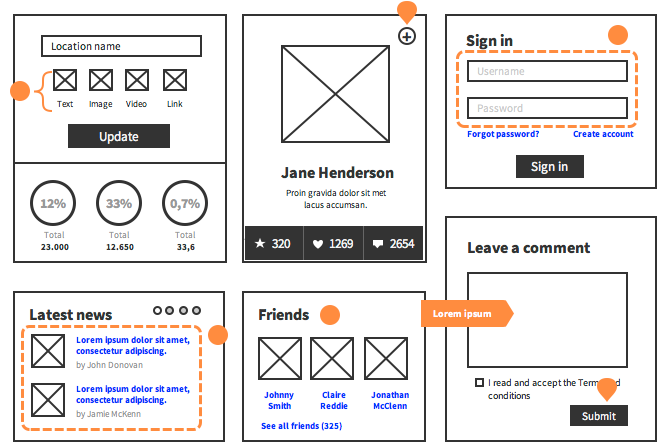 Location name
Text Image Video Link
Update
12% 33% 0,7%
Total Total Total
23.000 12.650 33,6
Jane Henderson
Proin gravida dolor sit met
lacus accumsan.
320 1269 2654
Sign in
Username
Password
Forgot password? Create account
Sign in
Latest news
Lorem ipsum dolor sit amet,
consectetur adipiscing.
by John Donovan
Lorem ipsum dolor sit amet,
consectetur adipiscing.
by Jamie McKenn
Friends
Johnny
Smith
Claire
Reddie
Jonathan
McClenn
See all friends (325)
Leave a comment
Lorem ipsum
I read and accept the Terms
conditions
Submit